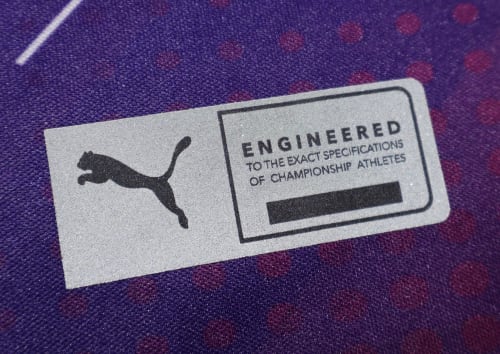 ENGINEERED
TO THE EXACT SPECIFICATIONS
OF CHAMPIONSHIP ATHLETES